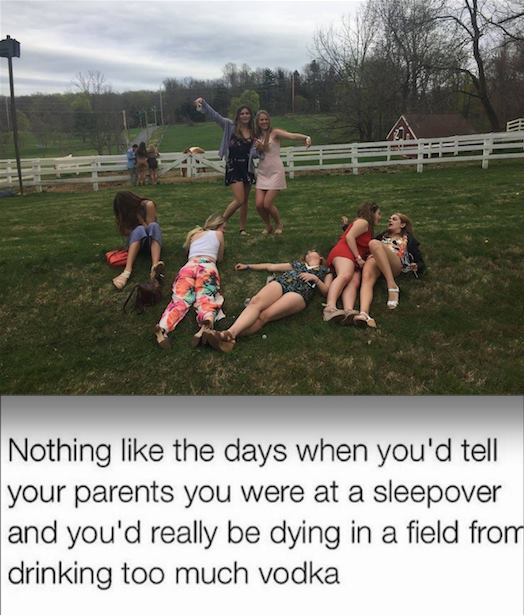 Nothing like the days when you'd tell
your parents you were at a sleepover
and you'd really be dying in a field from
drinking too much vodka